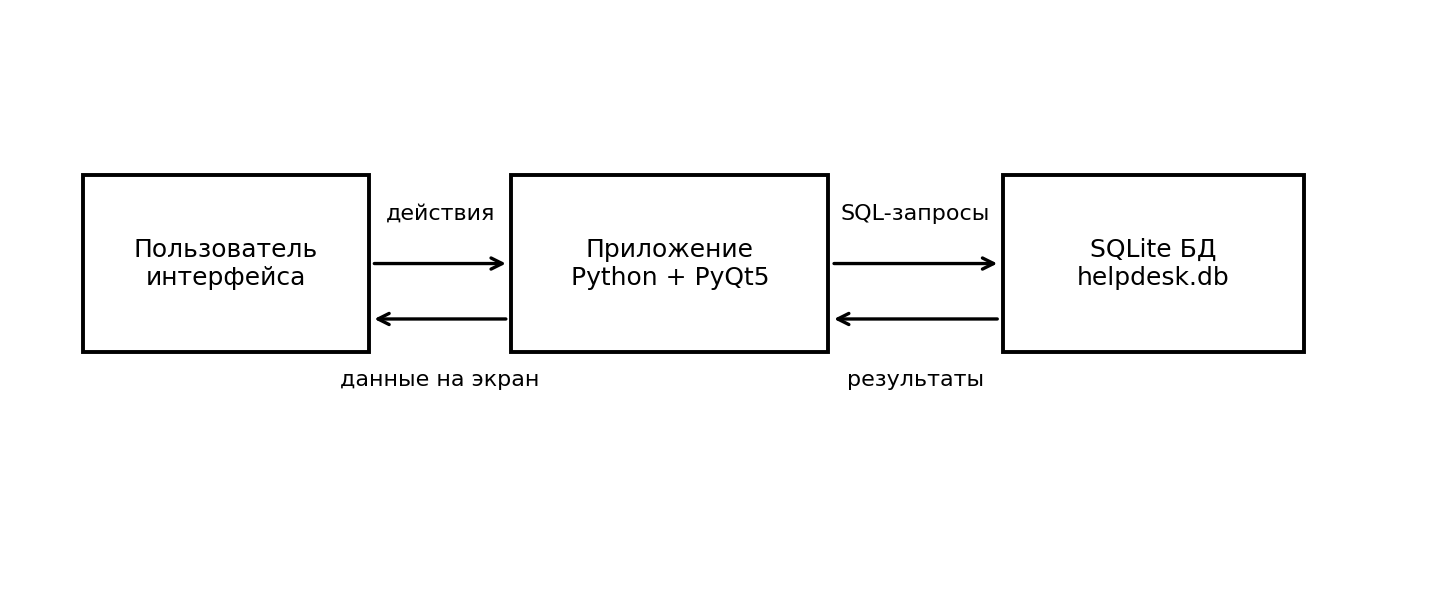 Пользователь
интерфейса
действия
данные на экран
Приложение
Python + PyQt5
SQL-запросы
результаты
SQLite БД
helpdesk.db